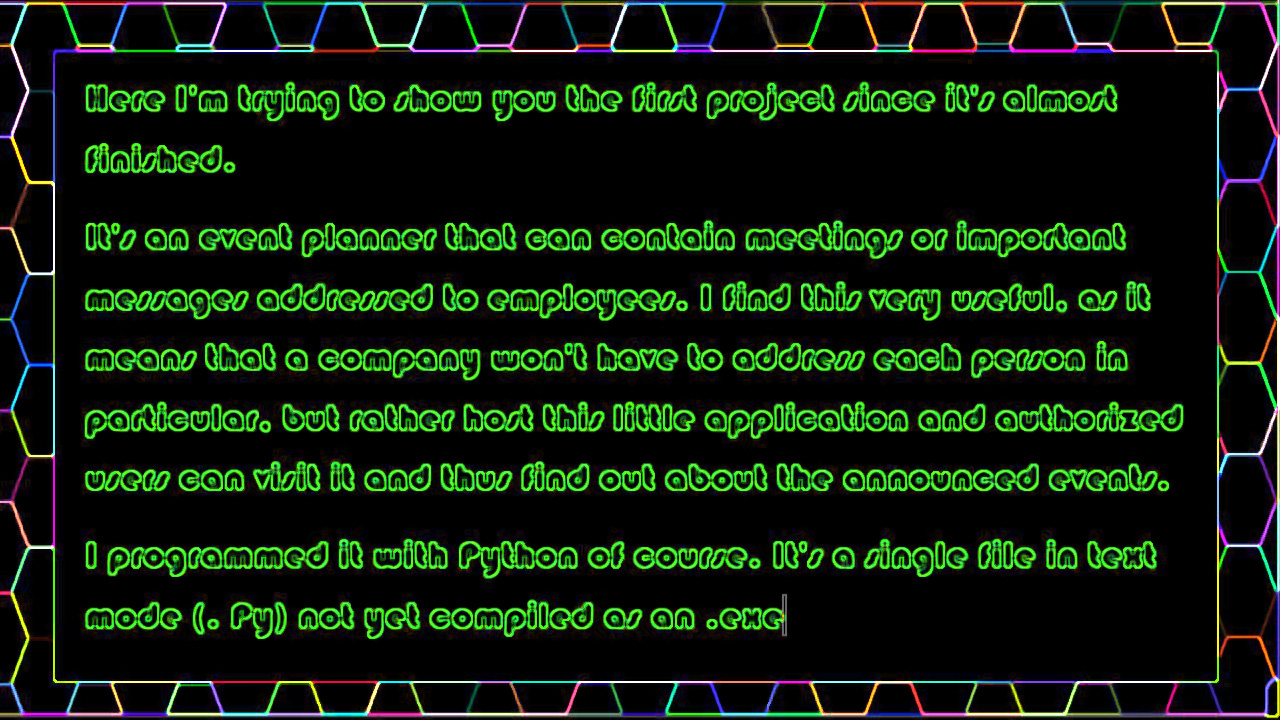 Here I'm trying to show you the first project since it's almost
finished.
It's an event planner that can contain meetings or important
messages addressed to employees. I find this very useful. as it
means that a company won't have to address each person in
particular. but rather host this little application and authorized
users can visit it and thus find out about the announced events.
I programmed it with Python of course. It's a single file in text
mode (. Py) not yet compiled as an .exe